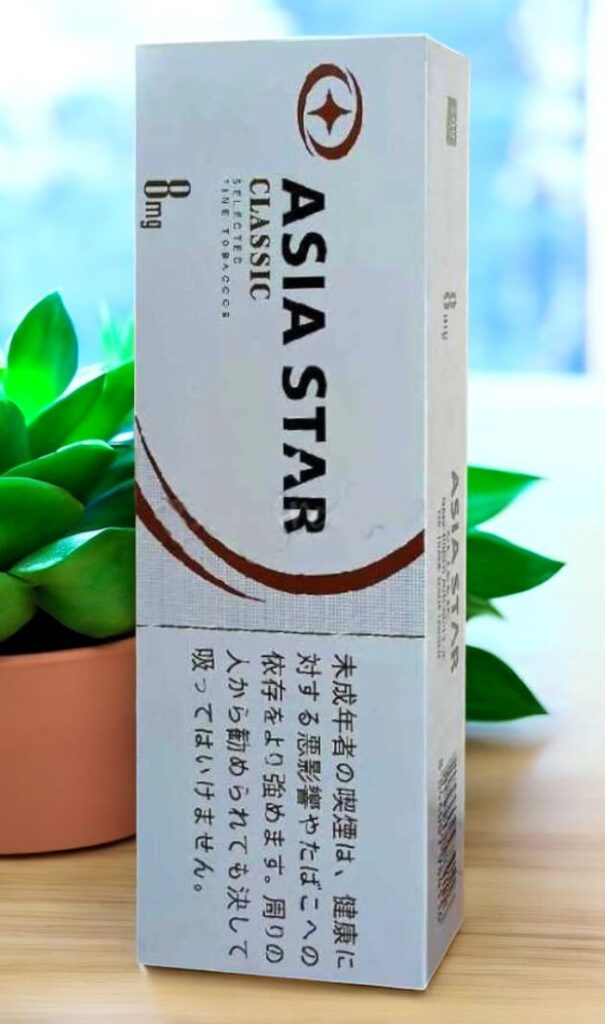 ASIA STAR
CLASSIC
SELECTED
FINE TOBACCOS
8mg
未成年者の喫煙は、健康に
対する悪影響やたばこへの
依存をより強めます。周りの
人から勧められても決して
吸ってはいけません。
8mg
ASIA STAR